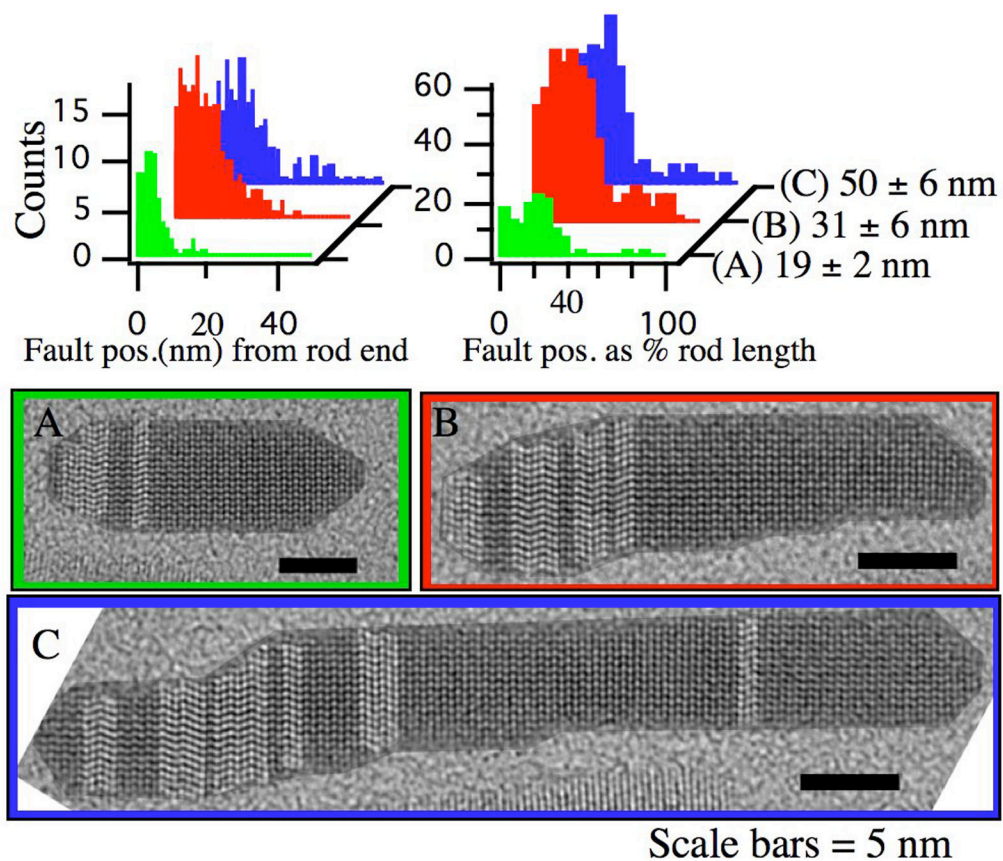 Counts
15
10
5
0
0
20
40
Fault pos.(nm) from rod end
60
40
20
0
0
40
100
Fault pos. as % rod length
(C) 50 ± 6 nm
(B) 31 ± 6 nm
(A) 19 ± 2 nm
A
B
C
Scale bars = 5 nm